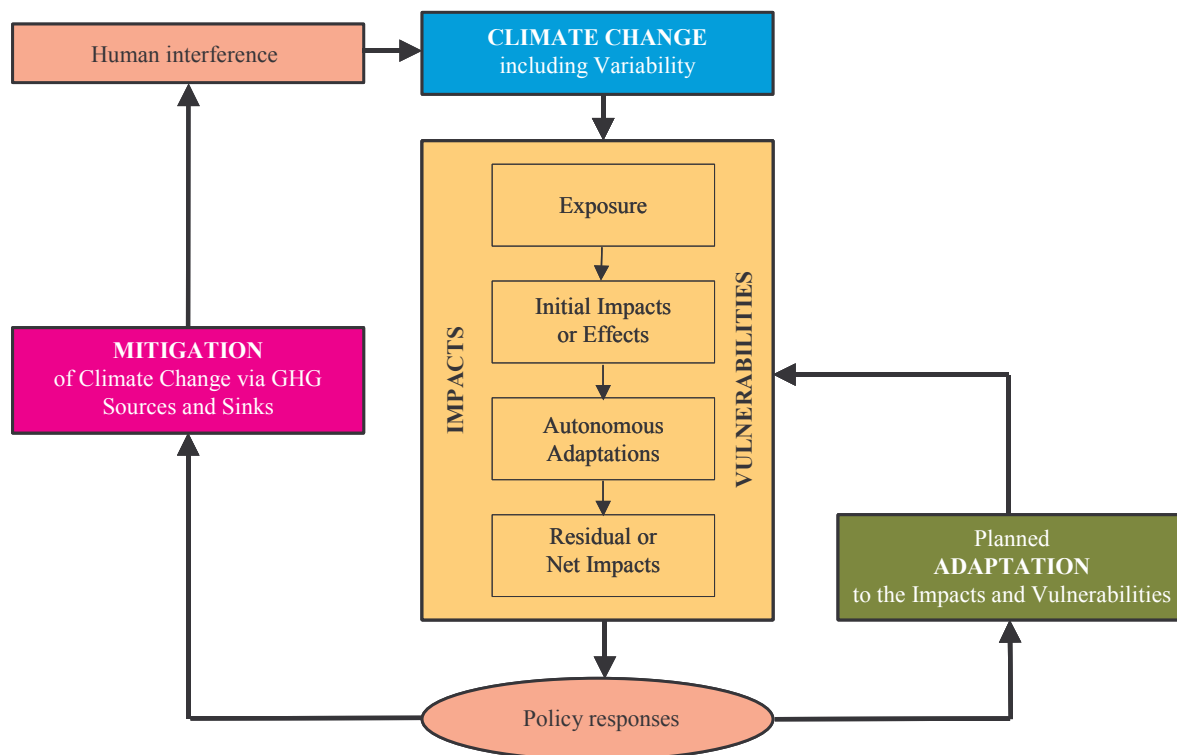 Human interference
CLIMATE CHANGE
including Variability
Exposure
Initial Impacts
or Effects
Autonomous
Adaptations
Residual or
Net Impacts
IMPACTS
VULNERABILITIES
MITIGATION
of Climate Change via GHG
Sources and Sinks
Planned
ADAPTATION
to the Impacts and Vulnerabilities
Policy responses